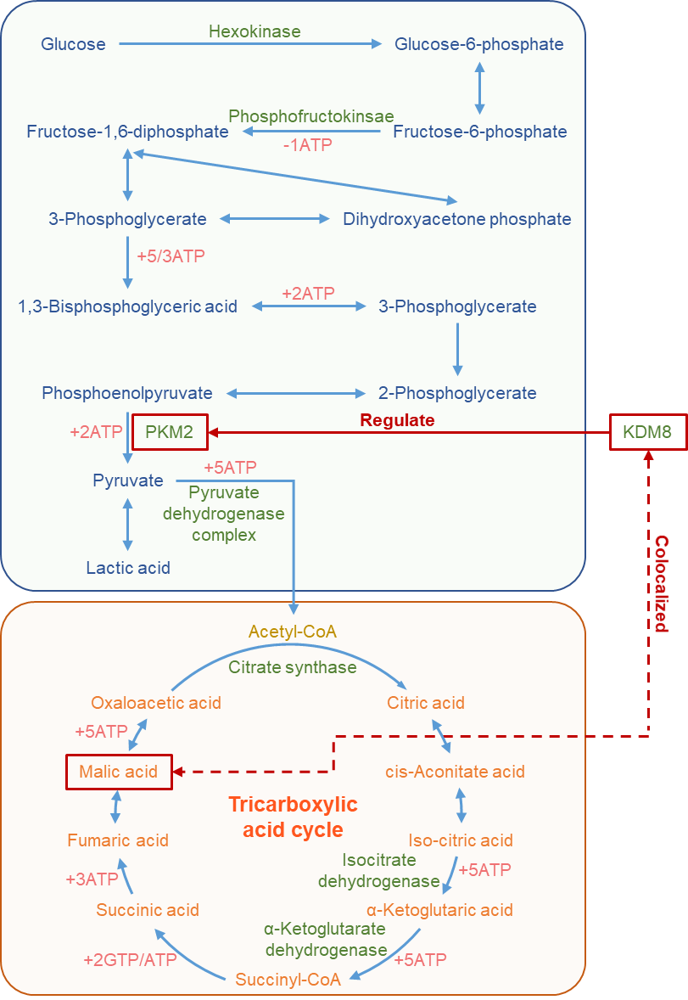 Hexokinase
Glucose
Glucose-6-phosphate
Phosphofructokinsae
Fructose-1,6-diphosphate
Fructose-6-phosphate
-1ATP
3-Phosphoglycerate
Dihydroxyacetone phosphate
+5/3ATP
+2ATP
1,3-Bisphosphoglyceric acid
3-Phosphoglycerate
Phosphoenolpyruvate
2-Phosphoglycerate
Regulate
+2ATP
PKM2
KDM8
+5ATP
Pyruvate
Pyruvate
dehydrogenase
complex
Lactic acid
Colocalized
Acetyl-CoA
Citrate synthase
Oxaloacetic acid
Citric acid
+5ATP
Malic acid
cis-Aconitate acid
Tricarboxylic
acid cycle
Fumaric acid
Iso-citric acid
Isocitrate
dehydrogenase
+5ATP
+3ATP
Succinic acid
α-Ketoglutaric acid
α-Ketoglutarate
dehydrogenase
+2GTP/ATP
+5ATP
Succinyl-CoA